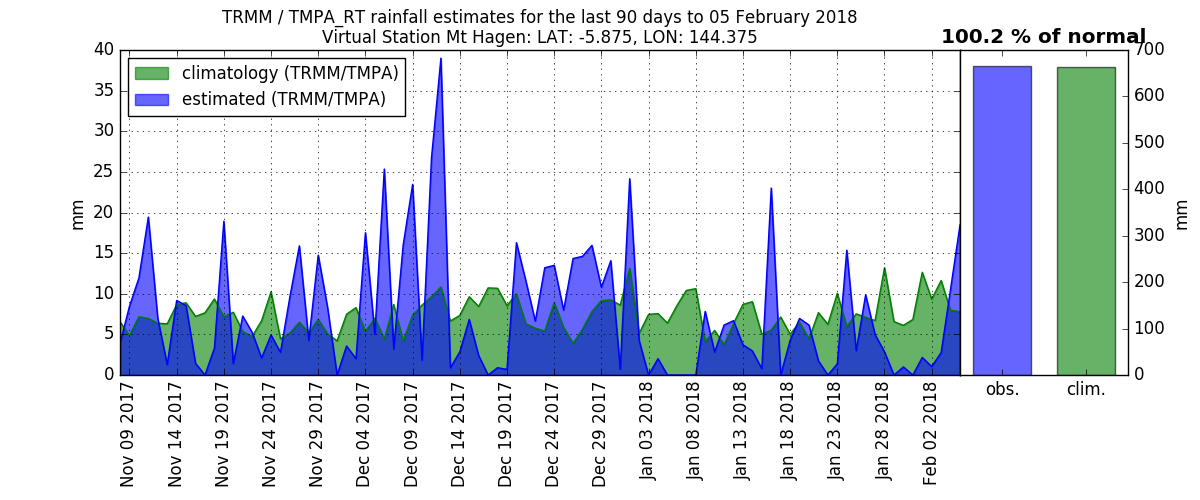 TRMM / TMPA_RT rainfall estimates for the last 90 days to 05 February 2018
Virtual Station Mt Hagen: LAT: -5.875, LON: 144.375
100.2 % of normal
climatology (TRMM/TMPA)
estimated (TRMM/TMPA)
40
35
30
25
20
15
10
5
0
mm
Nov 09 2017
Nov 14 2017
Nov 19 2017
Nov 24 2017
Nov 29 2017
Dec 04 2017
Dec 09 2017
Dec 14 2017
Dec 19 2017
Dec 24 2017
Dec 29 2017
Jan 03 2018
Jan 08 2018
Jan 13 2018
Jan 18 2018
Jan 23 2018
Jan 28 2018
Feb 02 2018
obs.
clim.
700
600
500
400
300
200
100
0
mm